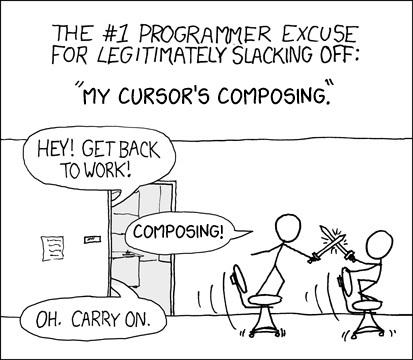 THE #1 PROGRAMMER EXCUSE
FOR LEGITIMATELY SLACKING OFF:
"MY CURSOR'S COMPOSING."
HEY! GET BACK
TO WORK!
COMPOSING!
OH. CARRY ON.